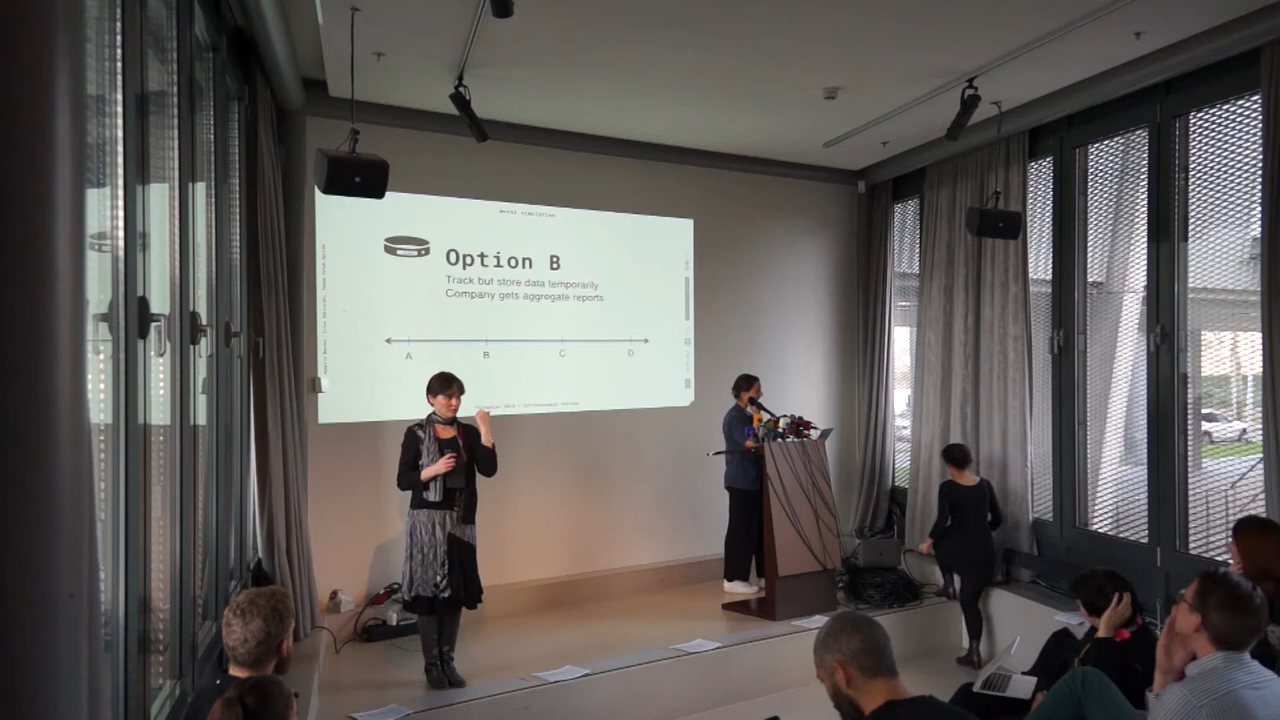 Option B
Track but store data temporarily
Company gets aggregate reports
A
B
C
D